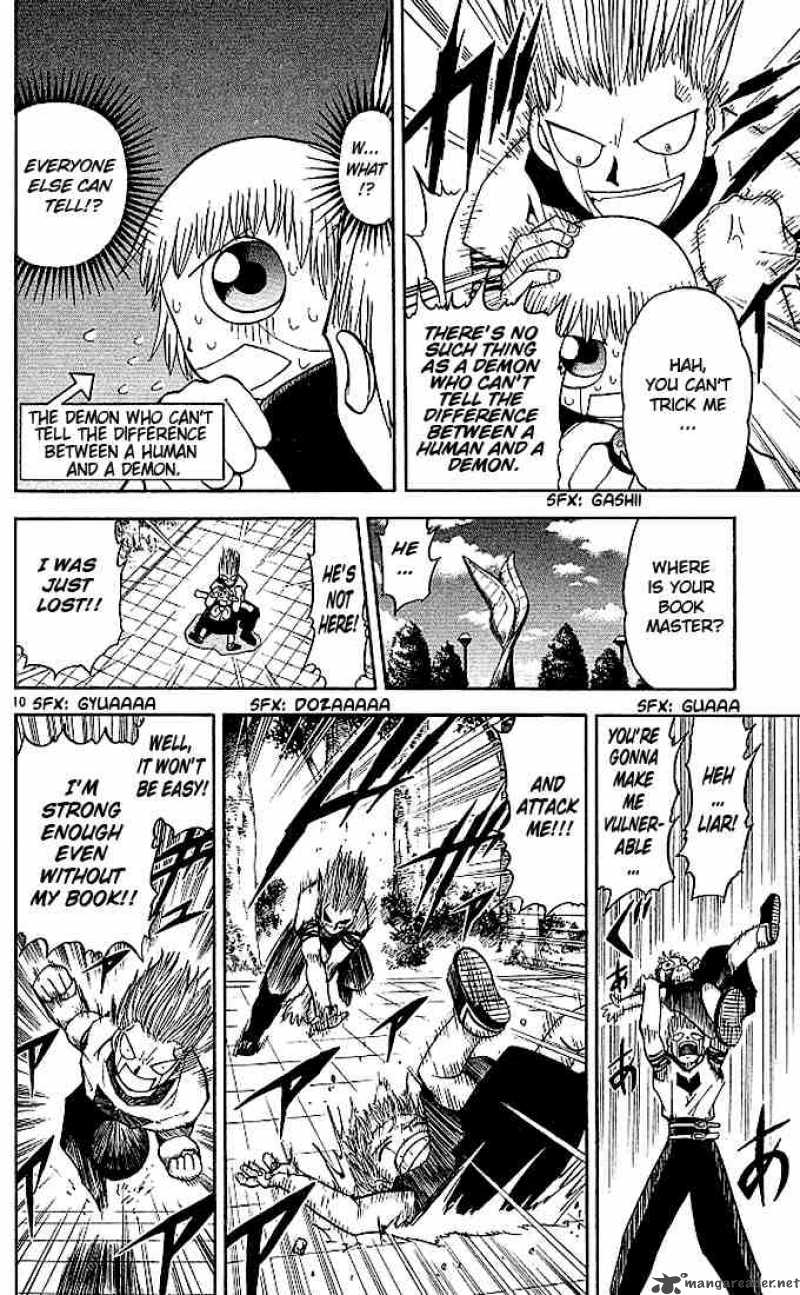 HAH,
YOU CAN'T
TRICK ME
...
THERE'S NO
SUCH THING
AS A DEMON
WHO CAN'T
TELL THE
DIFFERENCE
BETWEEN A
HUMAN AND A
DEMON.
SFX: GASHII
W...
WHAT
!?
EVERYONE
ELSE CAN
TELL!?
THE DEMON WHO CAN'T
TELL THE DIFFERENCE
BETWEEN A HUMAN
AND A DEMON.
WHERE
IS YOUR
BOOK
MASTER?
HE
...
HE'S
NOT
HERE!
I WAS
JUST
LOST!!
10
SFX: GUAAA
HEH
...
LIAR!
YOU'RE
GONNA
MAKE
ME
VULNER-
ABLE
...
ぐあ
あ
SFX: DOZAAAAA
AND
ATTACK
ME!!!
SFX: GYUAAAA
WELL,
IT WON'T
BE EASY!
I'M
STRONG
ENOUGH
EVEN
WITHOUT
MY BOOK!!
mangareader.net